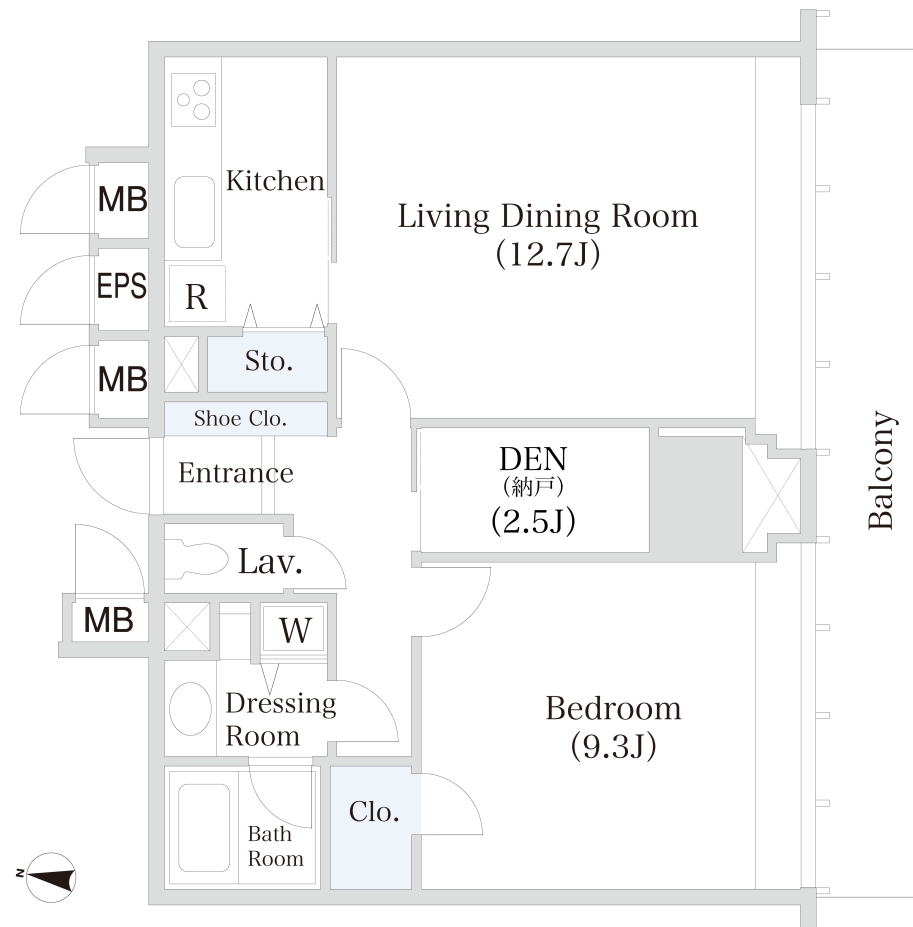 Kitchen
MB
Living Dining Room
(12.7J)
EPS
R
Sto.
MB
Shoe Clo.
Entrance
DEN
(納戸)
(2.5J)
Balcony
Lav.
MB
W
Dressing
Room
Bedroom
(9.3J)
Clo.
Bath
Room
N